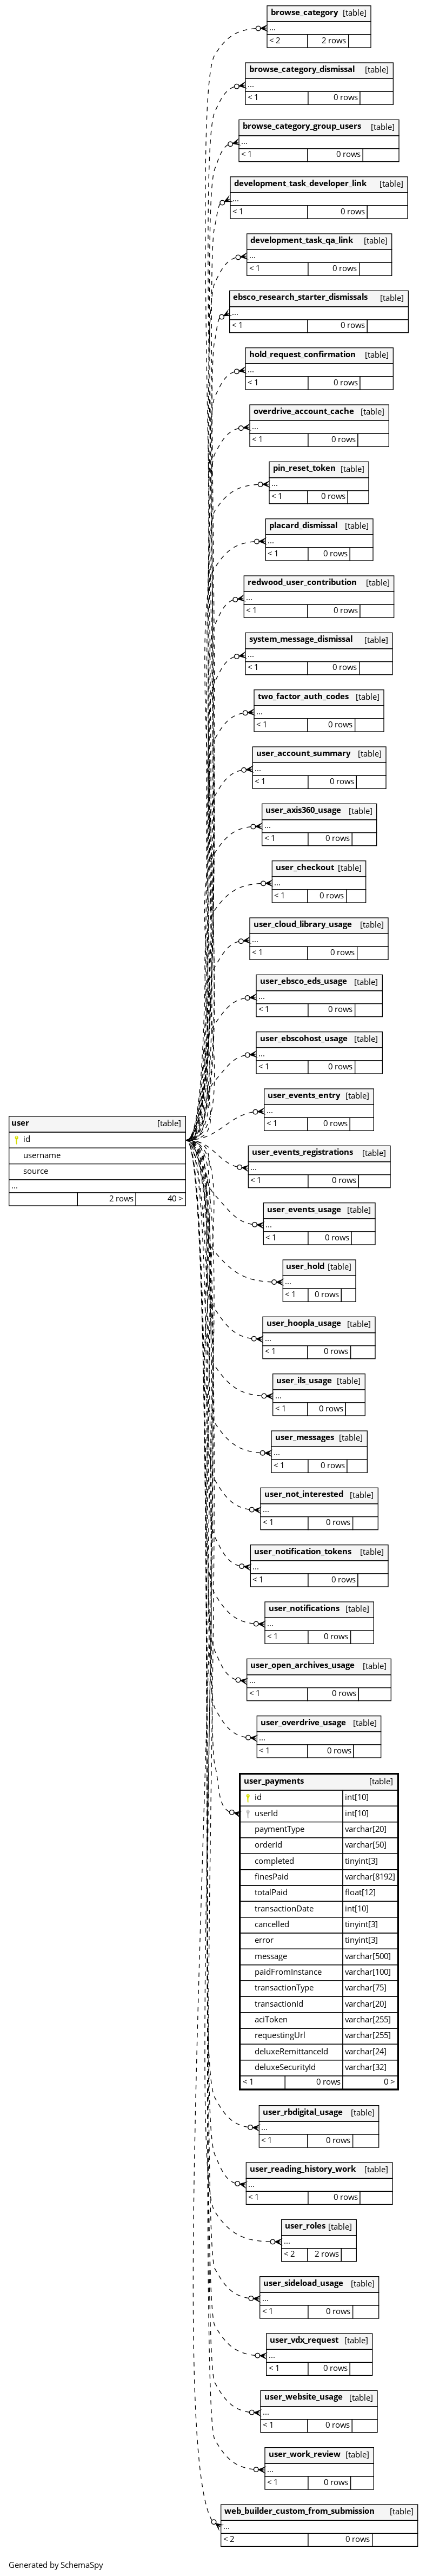 browse_category [table]
...
< 2 2 rows
browse_category_dismissal [table]
...
< 1 0 rows
browse_category_group_users [table]
...
< 1 0 rows
development_task_developer_link [table]
...
< 1 0 rows
development_task_qa_link [table]
...
< 1 0 rows
ebsco_research_starter_dismissals [table]
...
< 1 0 rows
hold_request_confirmation [table]
...
< 1 0 rows
overdrive_account_cache [table]
...
< 1 0 rows
pin_reset_token [table]
...
< 1 0 rows
placard_dismissal [table]
...
< 1 0 rows
redwood_user_contribution [table]
...
< 1 0 rows
system_message_dismissal [table]
...
< 1 0 rows
two_factor_auth_codes [table]
...
< 1 0 rows
user_account_summary [table]
...
< 1 0 rows
user_axis360_usage [table]
...
< 1 0 rows
user_checkout [table]
...
< 1 0 rows
user_cloud_library_usage [table]
...
< 1 0 rows
user_ebsco_eds_usage [table]
...
< 1 0 rows
user_ebscohost_usage [table]
...
< 1 0 rows
user_events_entry [table]
...
< 1 0 rows
user [table]
id
username
source
...
2 rows 40 >
user_events_registrations [table]
...
< 1 0 rows
user_events_usage [table]
...
< 1 0 rows
user_hold [table]
...
< 1 0 rows
user_hoopla_usage [table]
...
< 1 0 rows
user_ils_usage [table]
...
< 1 0 rows
user_messages [table]
...
< 1 0 rows
user_not_interested [table]
...
< 1 0 rows
user_notification_tokens [table]
...
< 1 0 rows
user_notifications [table]
...
< 1 0 rows
user_open_archives_usage [table]
...
< 1 0 rows
user_overdrive_usage [table]
...
< 1 0 rows
user_payments [table]
id int[10]
userId int[10]
paymentType varchar[20]
orderId varchar[50]
completed tinyint[3]
finesPaid varchar[8192]
totalPaid float[12]
transactionDate int[10]
cancelled tinyint[3]
error tinyint[3]
message varchar[500]
paidFromInstance varchar[100]
transactionType varchar[75]
transactionId varchar[20]
aciToken varchar[255]
requestingUrl varchar[255]
deluxeRemittanceId varchar[24]
deluxeSecurityId varchar[32]
< 1 0 rows 0 >
user_rbdigital_usage [table]
...
< 1 0 rows
user_reading_history_work [table]
...
< 1 0 rows
user_roles [table]
...
< 2 2 rows
user_sideload_usage [table]
...
< 1 0 rows
user_vdx_request [table]
...
< 1 0 rows
user_website_usage [table]
...
< 1 0 rows
user_work_review [table]
...
< 1 0 rows
web_builder_custom_from_submission [table]
...
< 2 0 rows
Generated by SchemaSpy